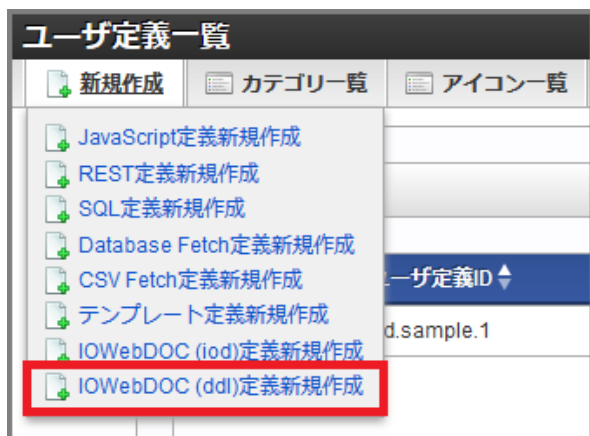 ユーザ定義一覧
新規作成 カテゴリ一覧 アイコン一覧
JavaScript定義新規作成
REST定義新規作成
SQL定義新規作成
Database Fetch定義新規作成
CSV Fetch定義新規作成
ーザ定義ID
テンプレート定義新規作成
d.sample.1
IOWebDOC (iod)定義新規作成
IOWebDOC (ddl)定義新規作成